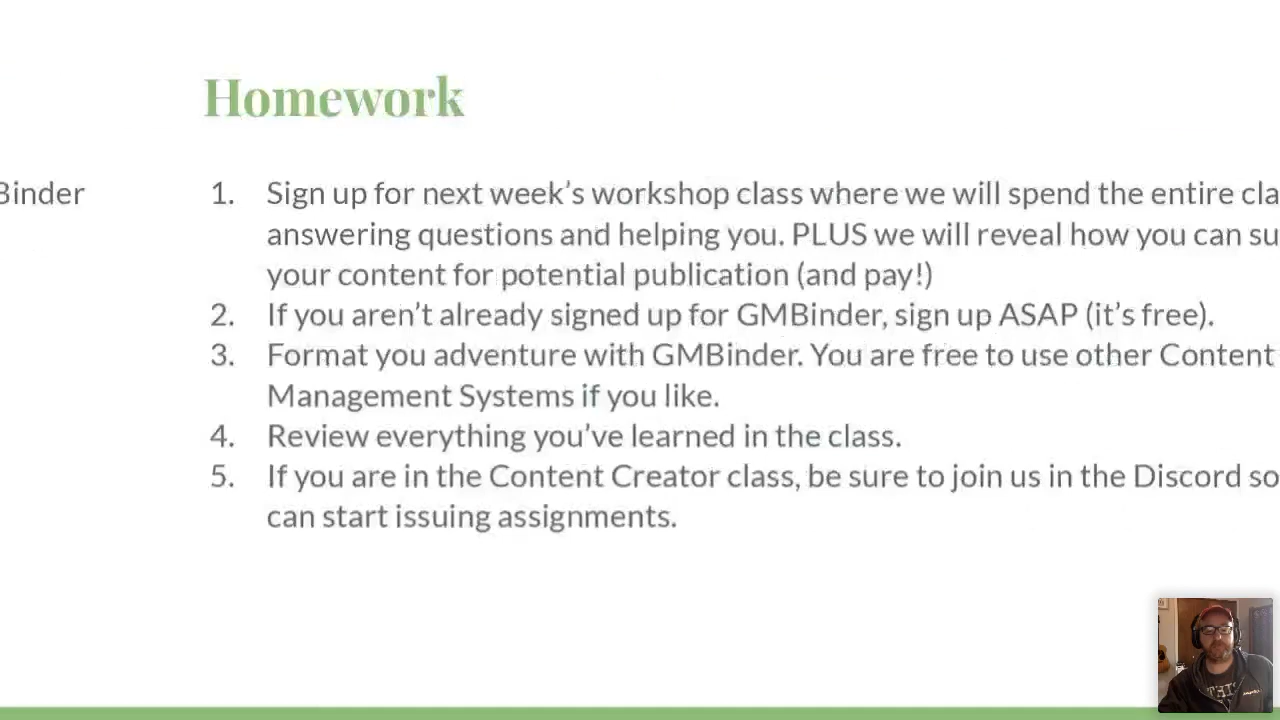 Homework
Binder
1. Sign up for next week's workshop class where we will spend the entire cla
answering questions and helping you. PLUS we will reveal how you can su
your content for potential publication (and pay!)
2. If you aren't already signed up for GMBinder, sign up ASAP (it's free).
3. Format you adventure with GMBinder. You are free to use other Content
Management Systems if you like.
4. Review everything you've learned in the class.
5. If you are in the Content Creator class, be sure to join us in the Discord so
can start issuing assignments.